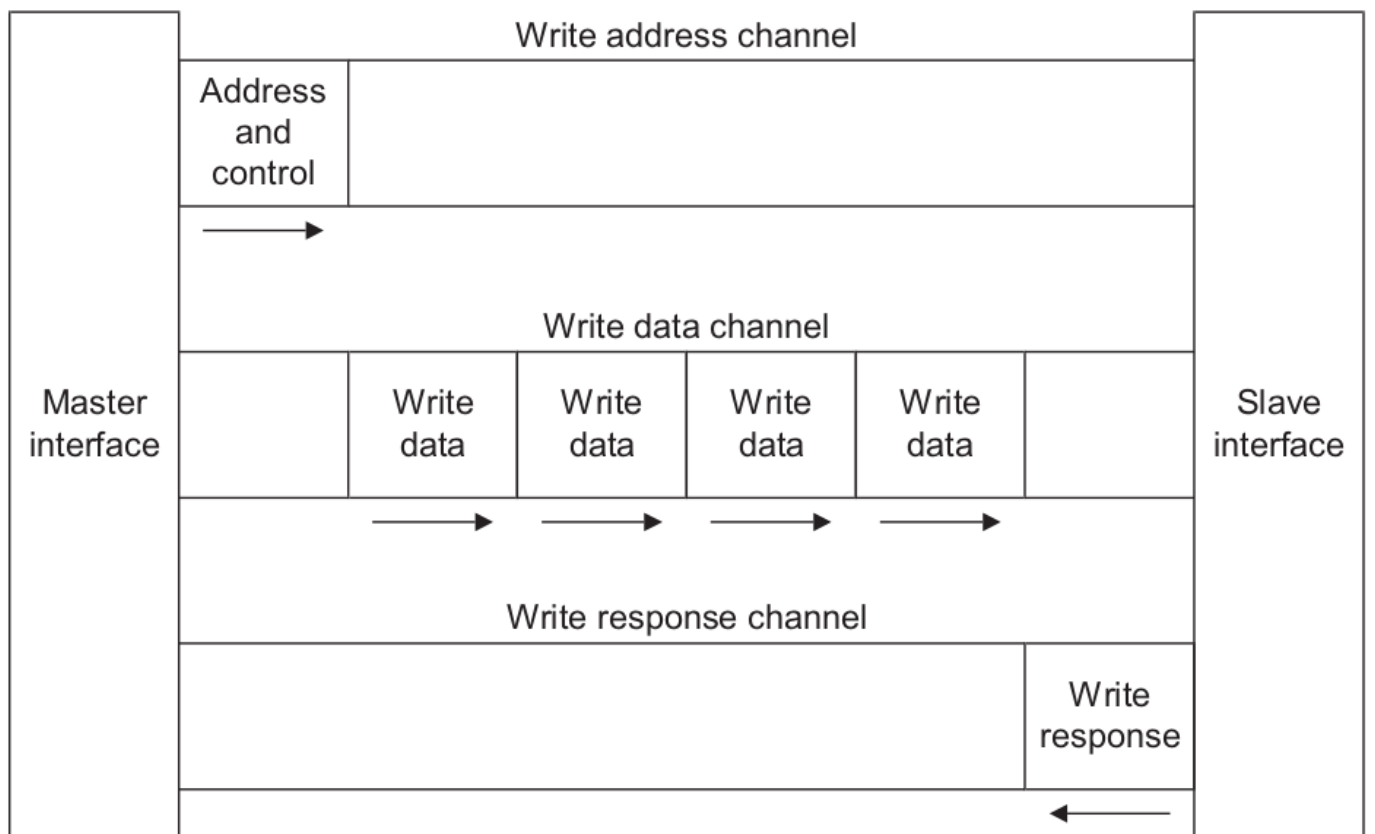 Write address channel
Address
and
control
Write data channel
Master
interface
Write
data
Write
data
Write
data
Write
data
Slave
interface
Write response channel
Write
response